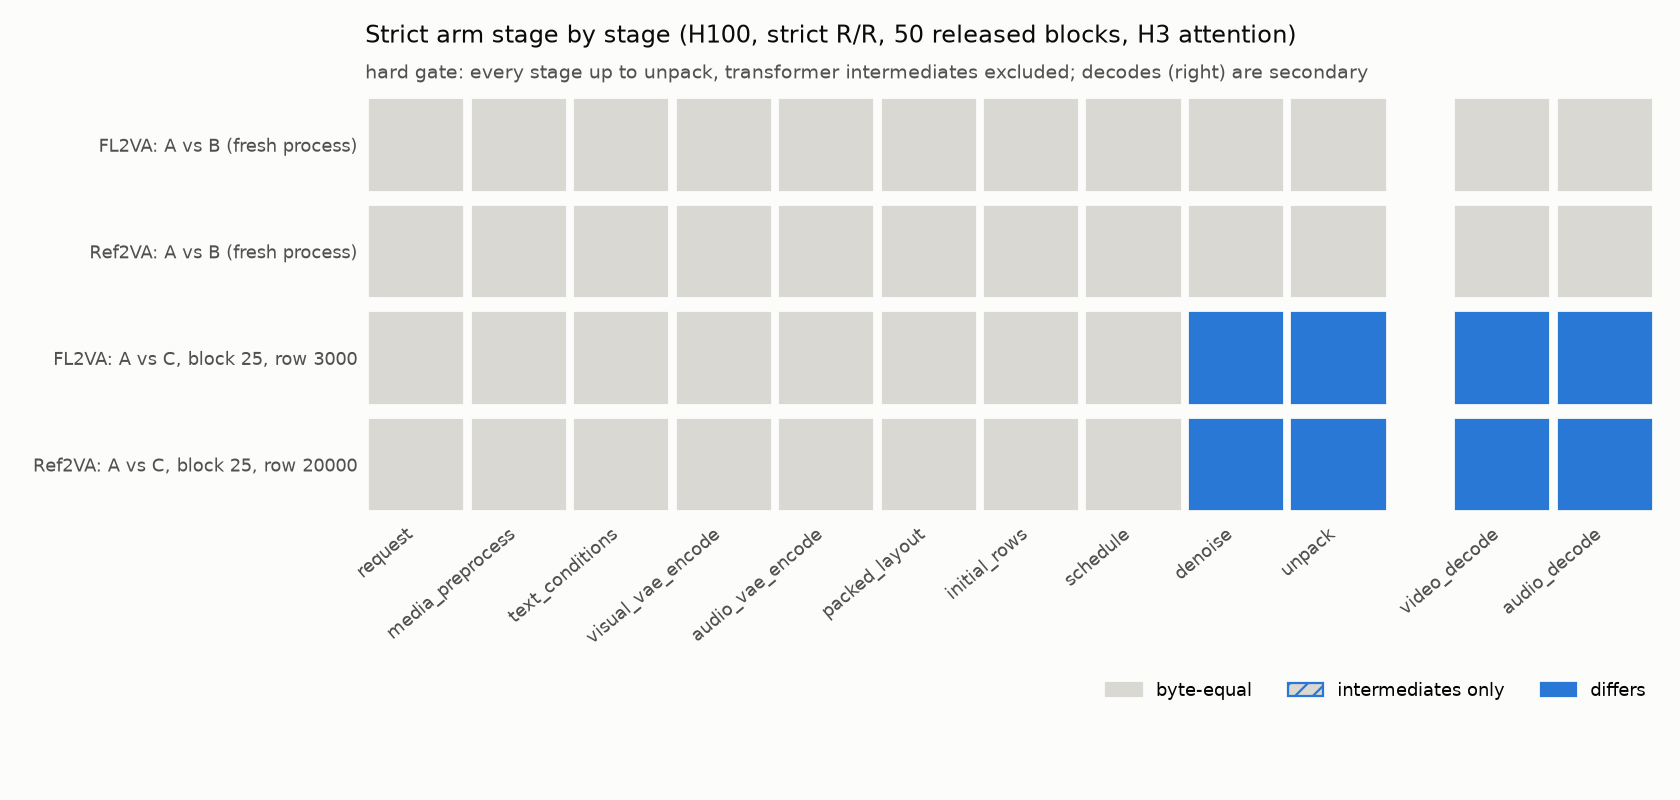 Strict arm stage by stage (H100, strict R/R, 50 released blocks, H3 attention)
hard gate: every stage up to unpack, transformer intermediates excluded; decodes (right) are secondary
FL2VA: A vs B (fresh process)
Ref2VA: A vs B (fresh process)
FL2VA: A vs C, block 25, row 3000
Ref2VA: A vs C, block 25, row 20000
request
media_preprocess
text_conditions
visual_vae_encode
audio_vae_encode
packed_layout
initial_rows
schedule
denoise
unpack
video_decode
audio_decode
byte-equal
intermediates only
differs